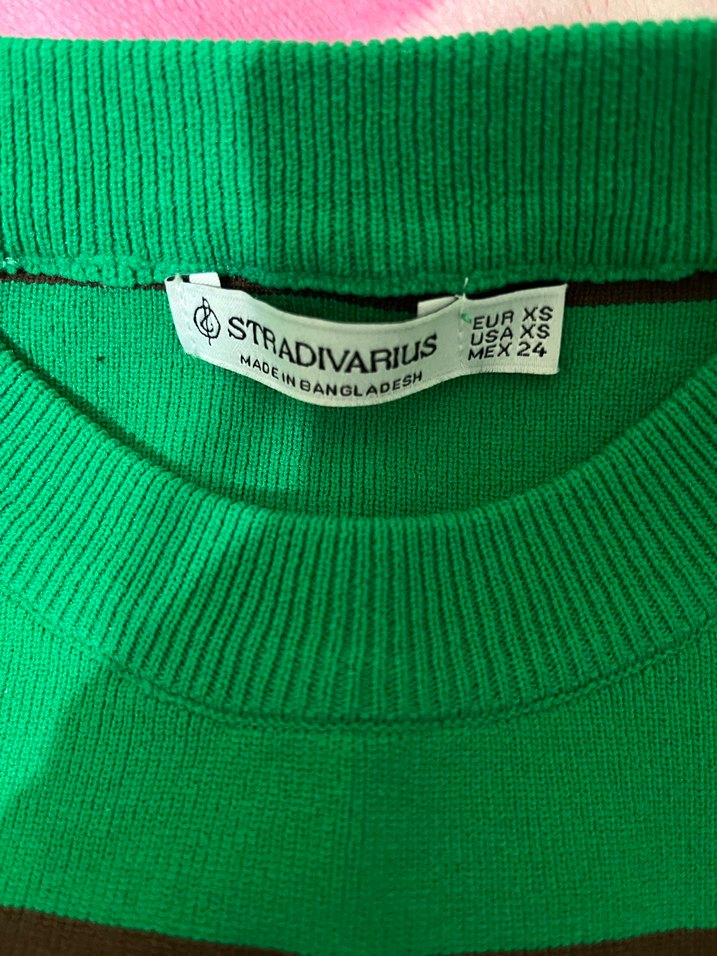 STRADIVARIUS
MADE IN BANGLADESH
EUR XS
USA XS
MEX 24